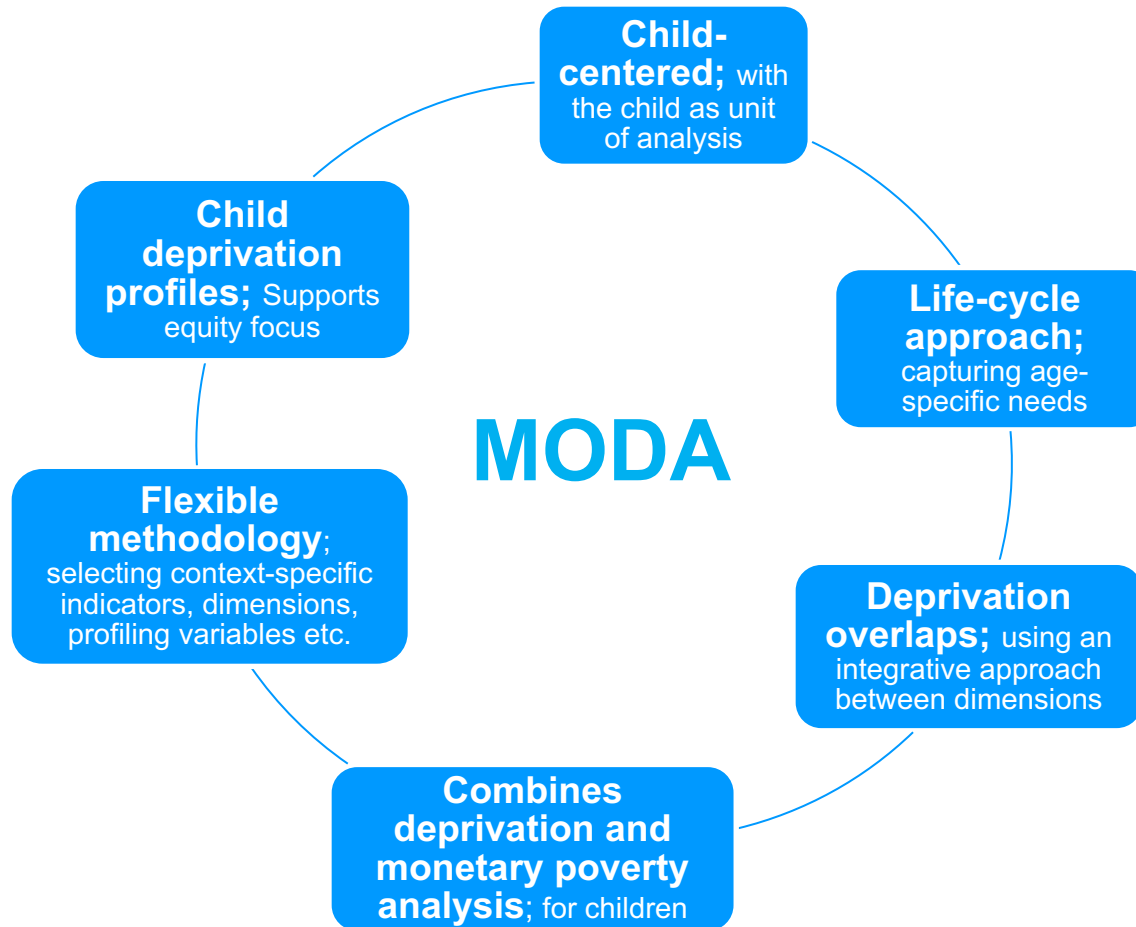 Child-
centered; with
the child as unit
of analysis
Life-cycle
approach;
capturing age-
specific needs
Deprivation
overlaps; using an
integrative approach
between dimensions
Combines
deprivation and
monetary poverty
analysis; for children
Flexible
methodology;
selecting context-specific
indicators, dimensions,
profiling variables etc.
Child
deprivation
profiles; Supports
equity focus
MODA